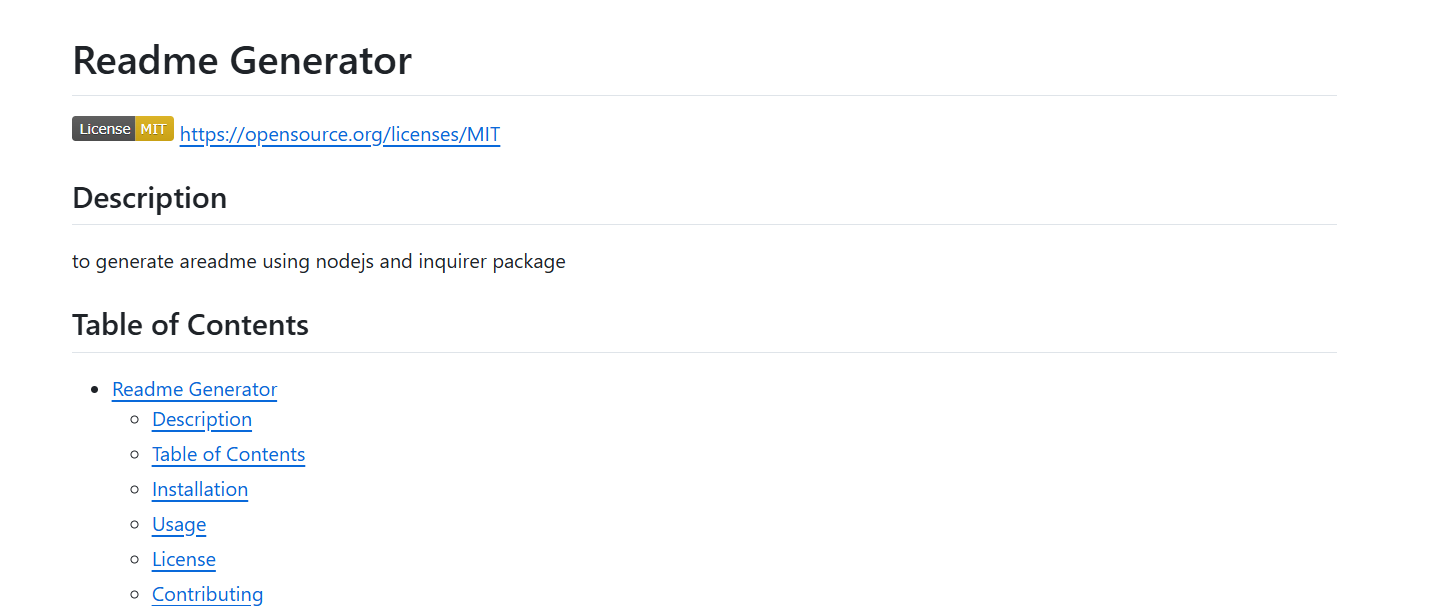 Readme Generator
License MIT https://opensource.org/licenses/MIT
Description
to generate areadme using nodejs and inquirer package
Table of Contents
Readme Generator
Description
Table of Contents
Installation
Usage
License
Contributing